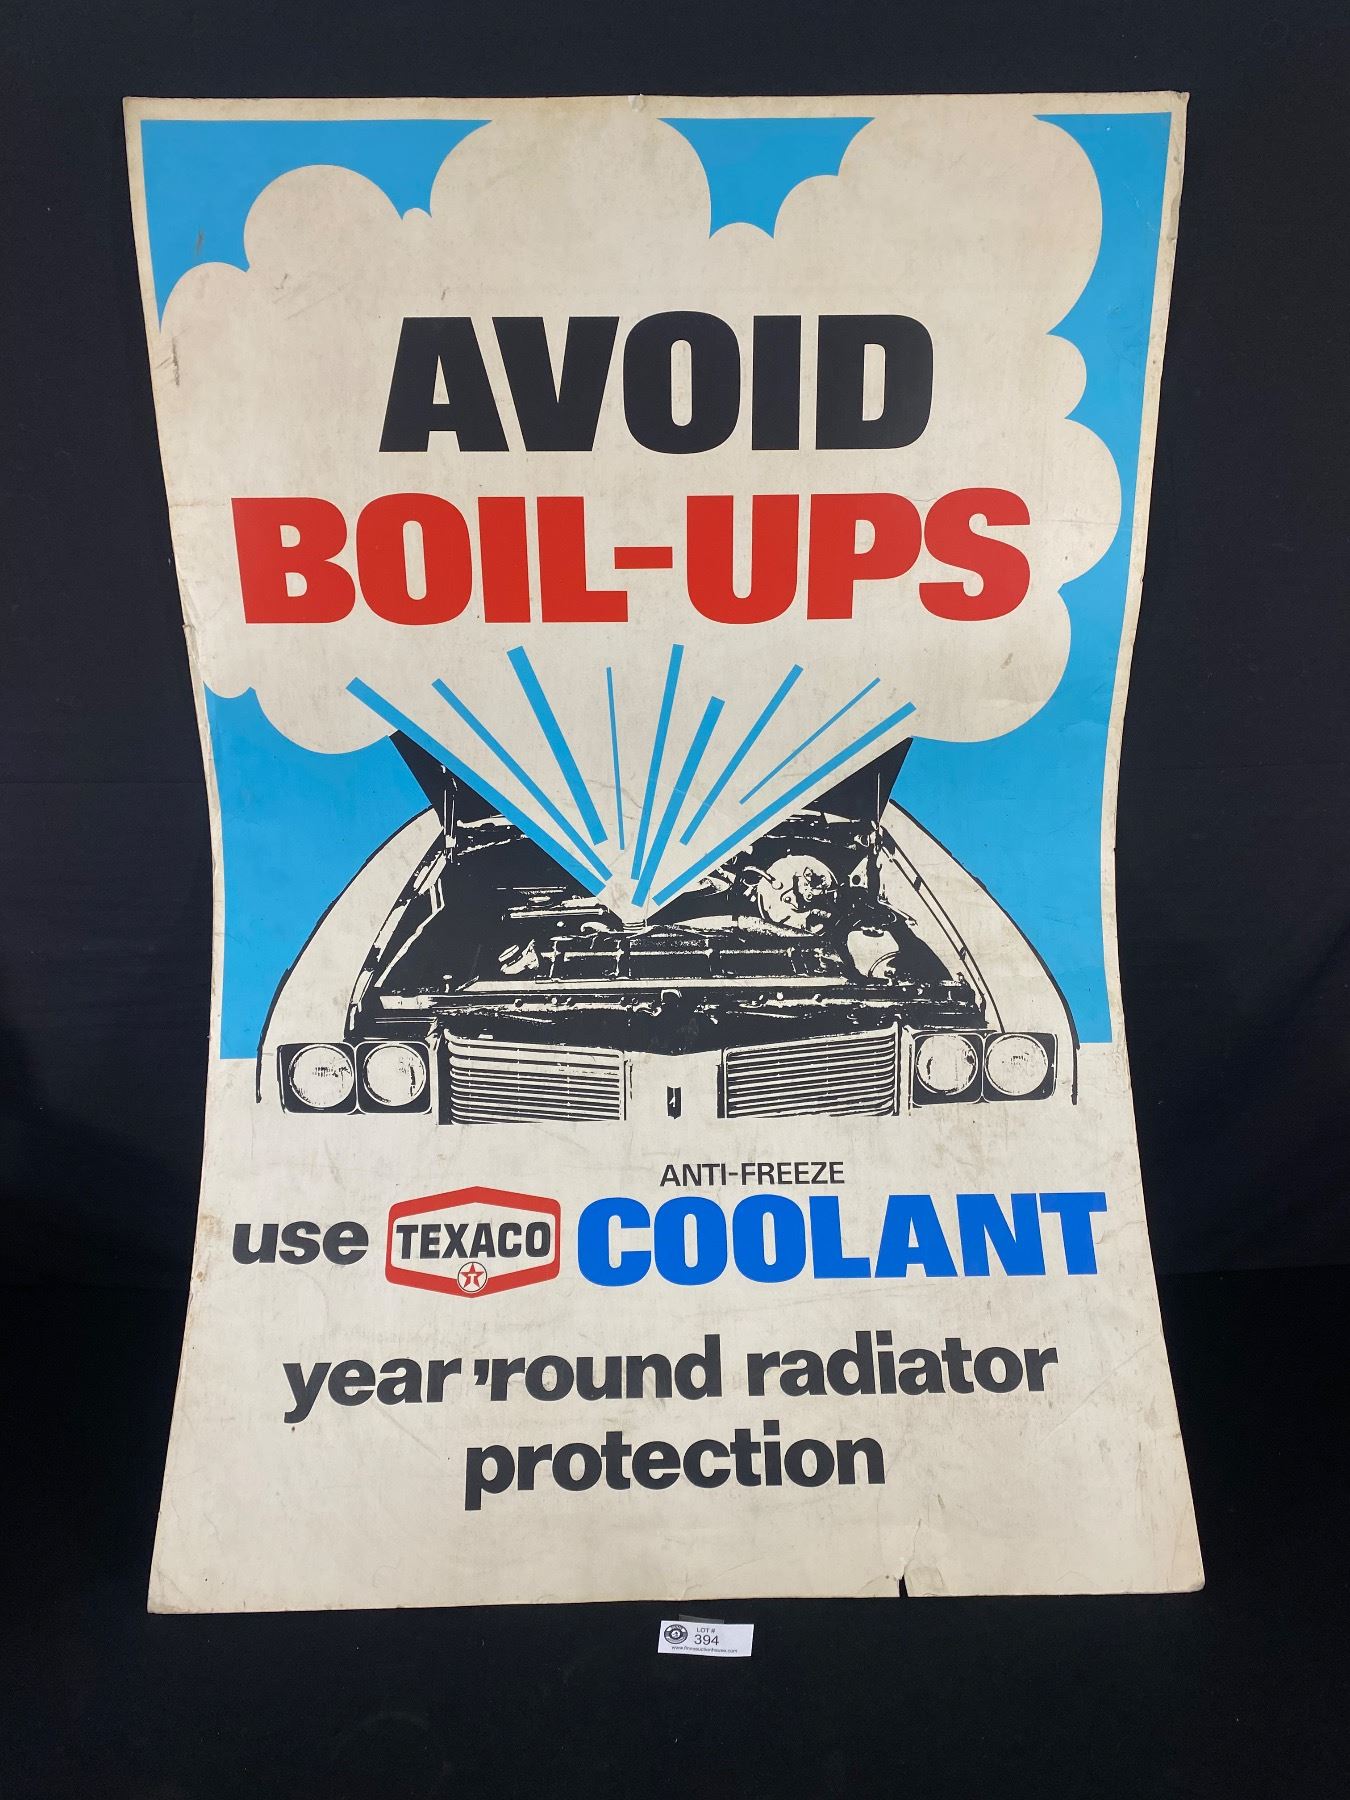 AVOID
BOIL-UPS
ANTI-FREEZE
use TEXACO COOLANT
T
year 'round radiator
protection
LOT #
394